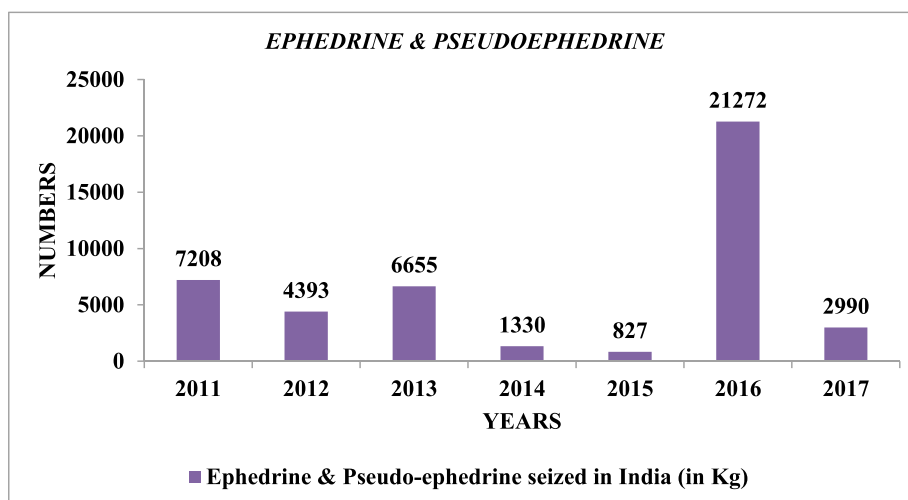 EPHEDRINE & PSEUDOEPHEDRINE
25000
20000
15000
10000
5000
0
NUMBERS
7208
4393
6655
1330
827
21272
2990
2011 2012 2013 2014 2015 2016 2017
YEARS
Ephedrine & Pseudo-ephedrine seized in India (in Kg)